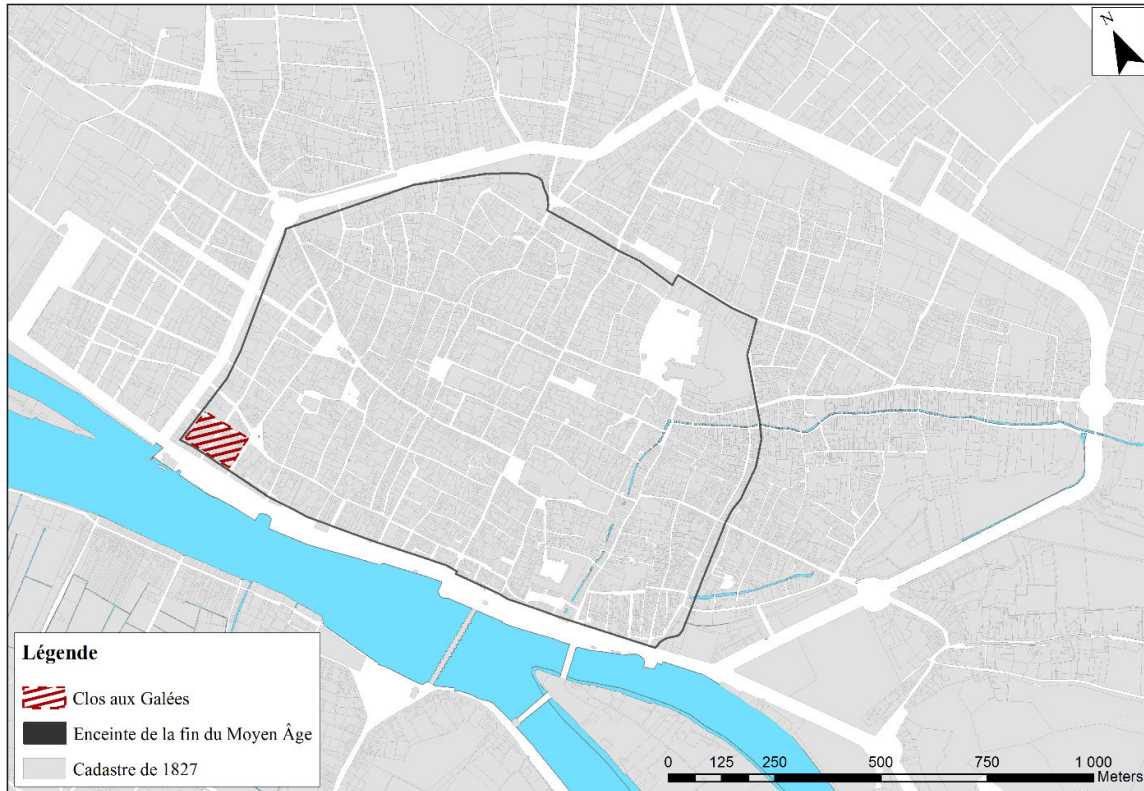 N
Légende
Clos aux Galées
Enceinte de la fin du Moyen Âge
Cadastre de 1827
0 125 250 500 750 1 000
Meters